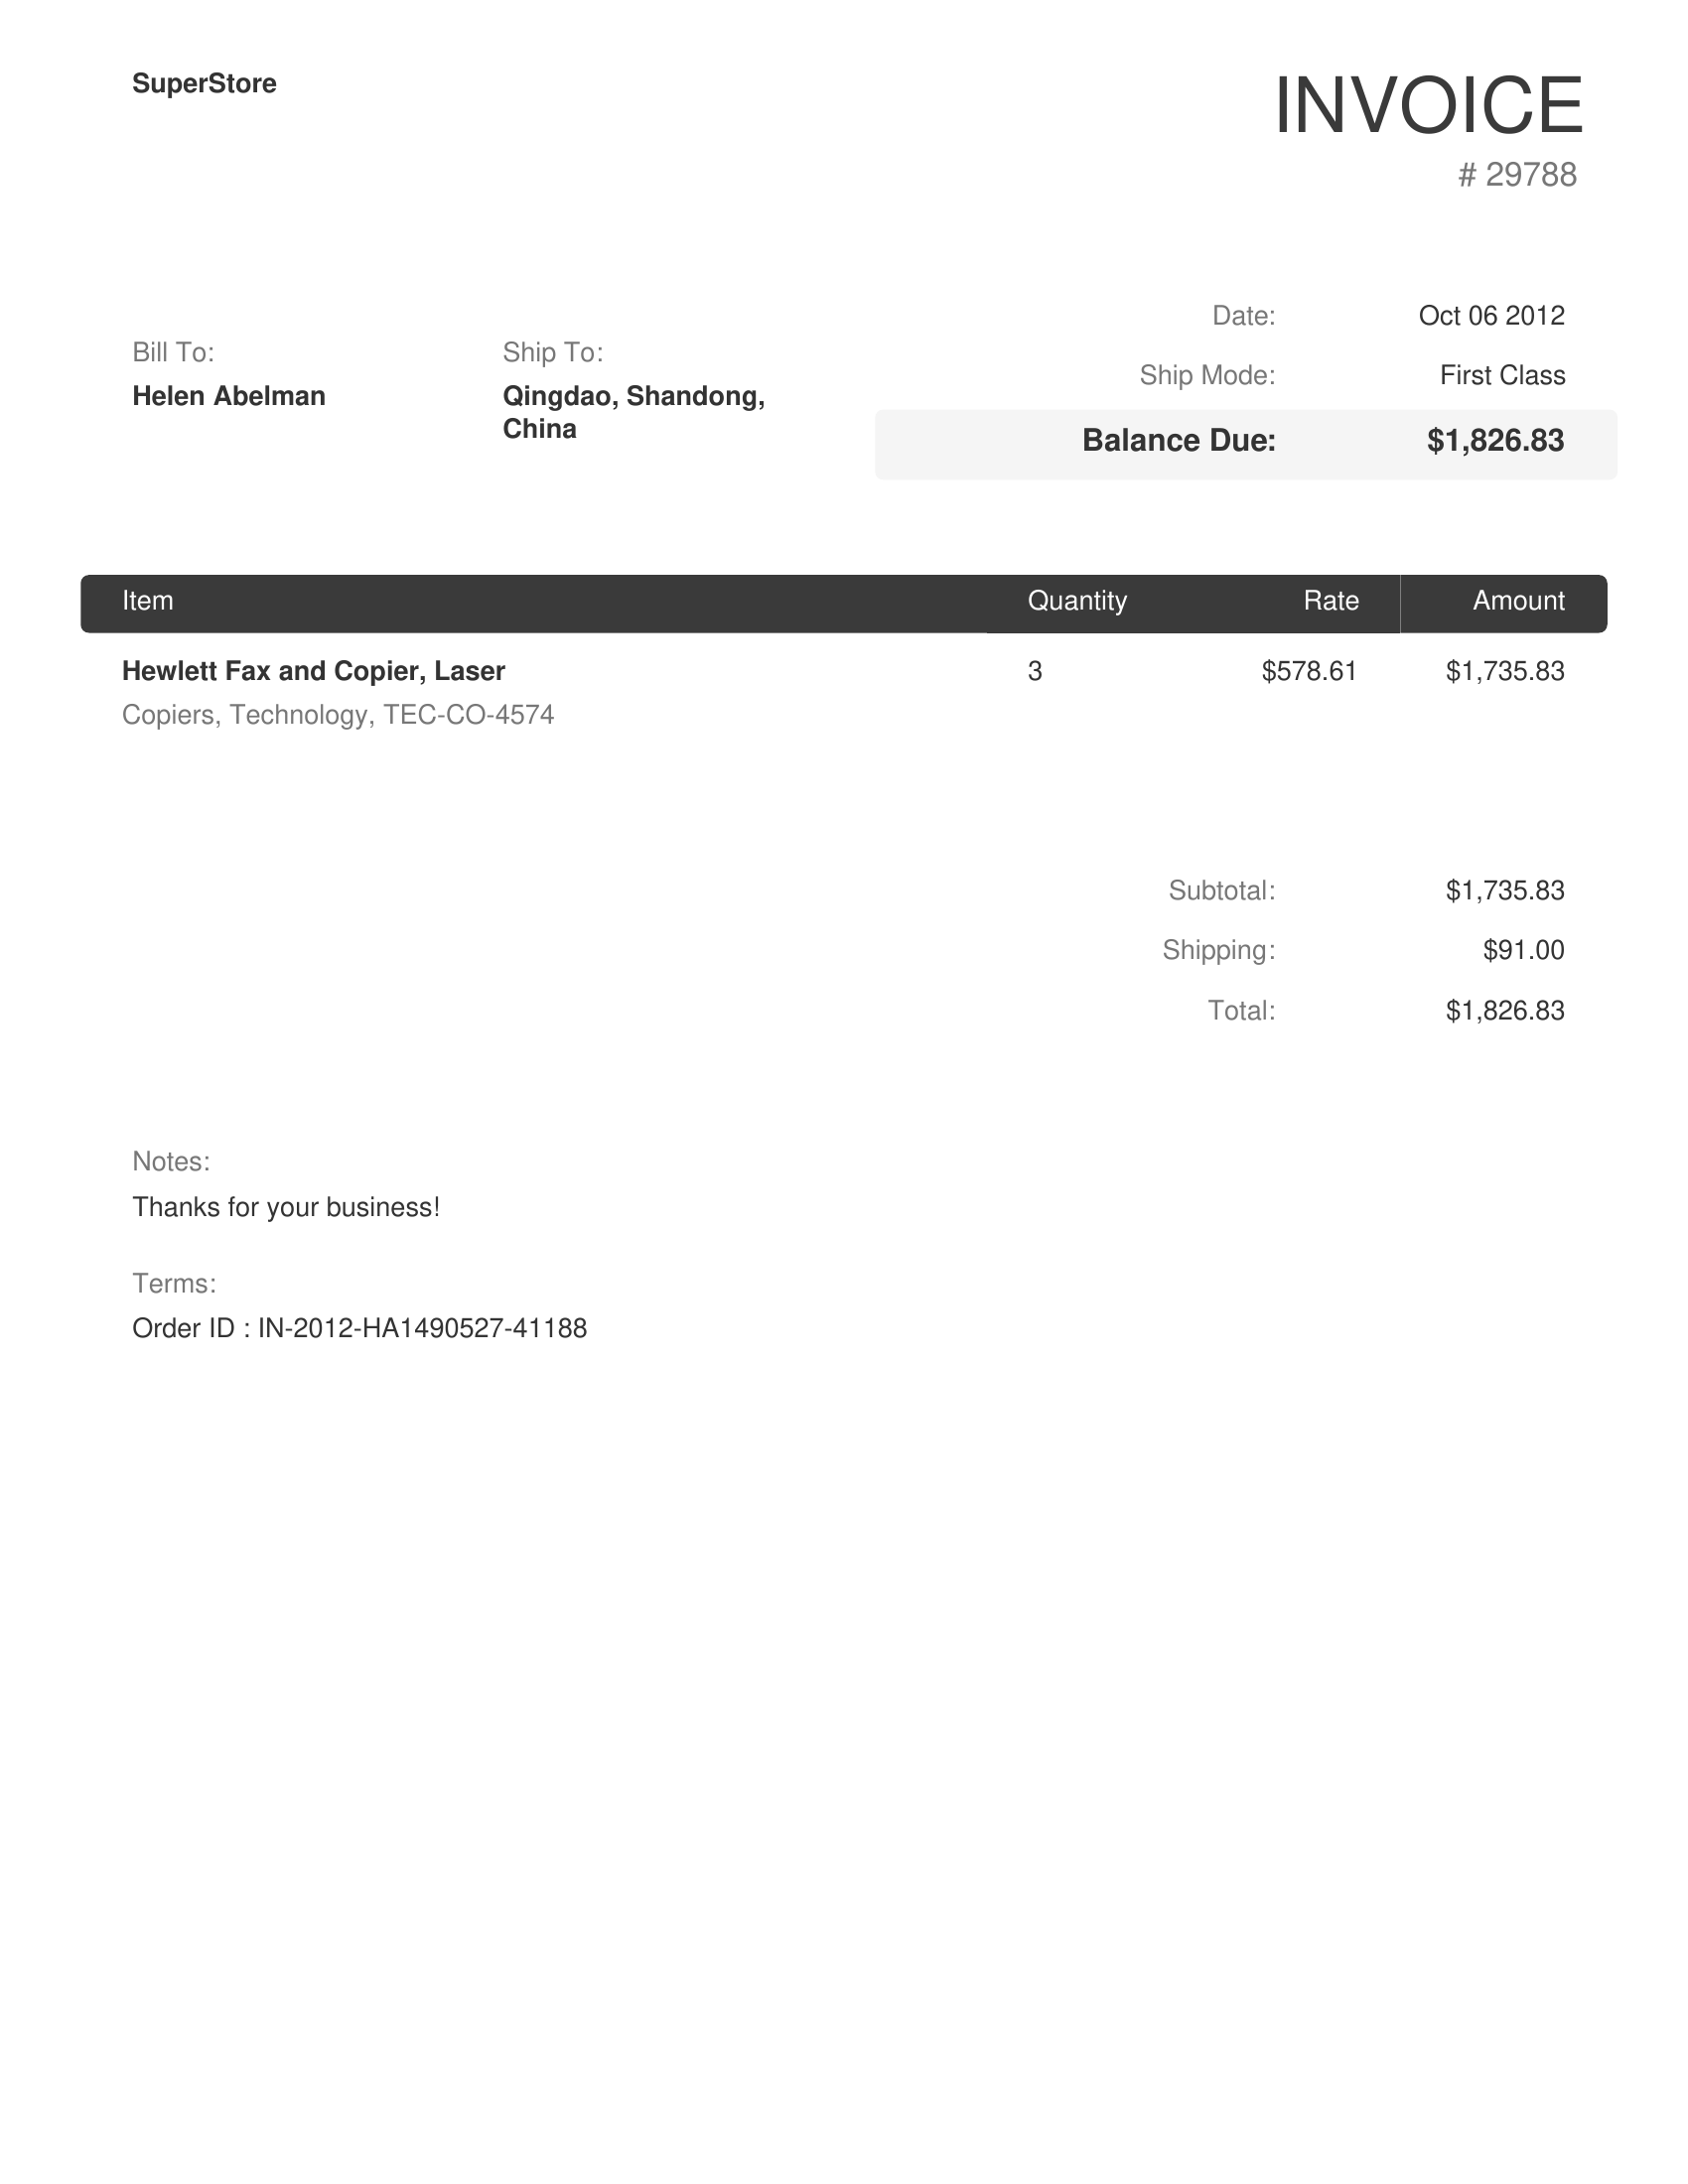 SuperStore
INVOICE
# 29788
Date: Oct 06 2012
Ship Mode: First Class
Balance Due: $1,826.83
Bill To:
Helen Abelman
Ship To:
Qingdao, Shandong,
China
Item Quantity Rate Amount
Hewlett Fax and Copier, Laser 3 $578.61 $1,735.83
Copiers, Technology, TEC-CO-4574
Subtotal: $1,735.83
Shipping: $91.00
Total: $1,826.83
Notes:
Thanks for your business!
Terms:
Order ID : IN-2012-HA1490527-41188